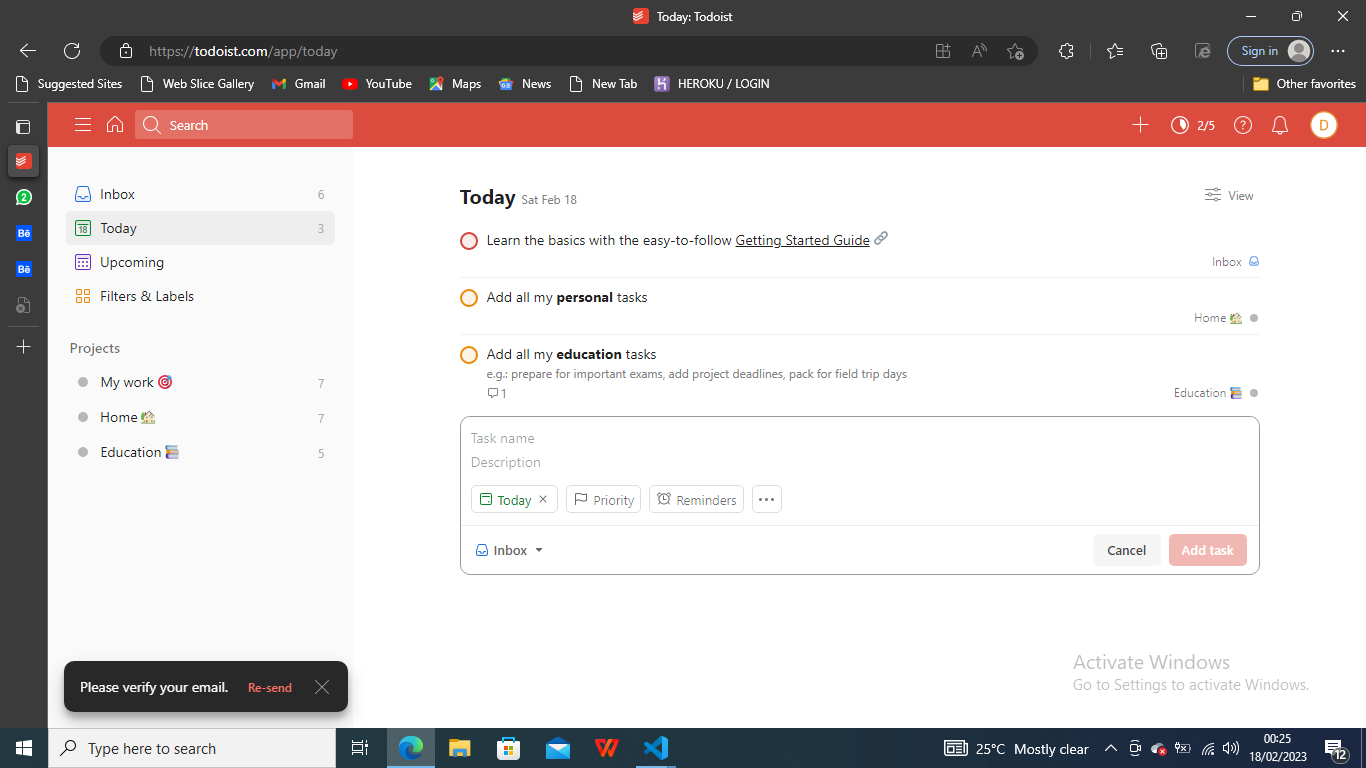 Today: Todoist
https://todoist.com/app/today
Sign in
Suggested Sites Web Slice Gallery Gmail YouTube Maps News New Tab HEROKU / LOGIN Other favorites
Search
2/5
D
2
Bē
Bē
Inbox 6
18 Today 3
Upcoming
Filters & Labels
Projects
My work 7
Home 7
Education 5
Please verify your email. Re-send
Today Sat Feb 18
View
Learn the basics with the easy-to-follow Getting Started Guide
Inbox
Add all my personal tasks
Home
Add all my education tasks
e.g.: prepare for important exams, add project deadlines, pack for field trip days
1
Education
Task name
Description
Today Priority Reminders
Inbox
Cancel Add task
Activate Windows
Go to Settings to activate Windows.
Type here to search
25°C Mostly clear
00:25
18/02/2023
12